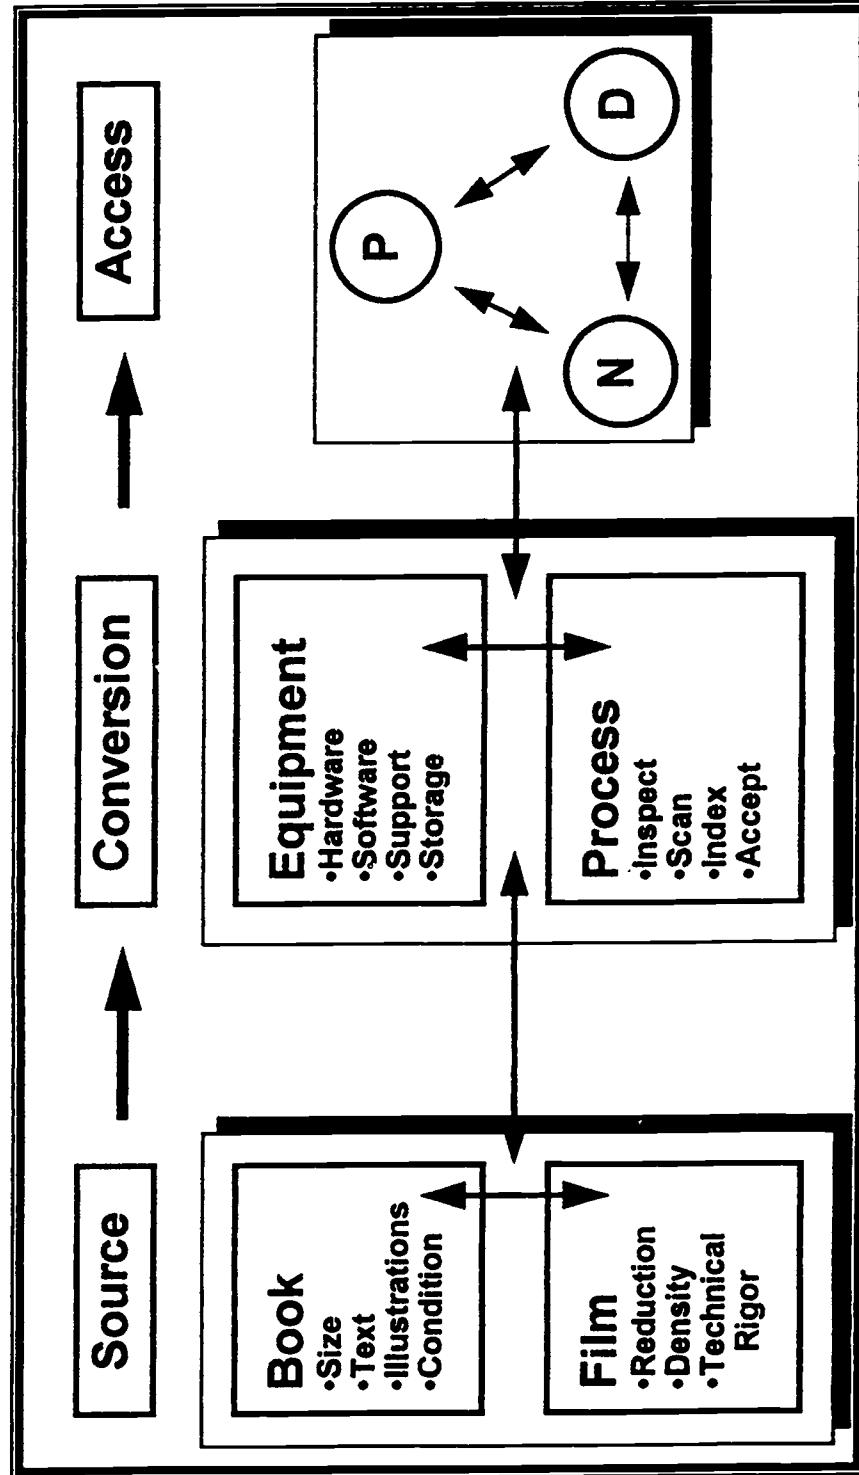 Source
Conversion
Access
Book
•Size
•Text
•Illustrations
•Condition
Film
•Reduction
•Density
•Technical
Rigor
Equipment
•Hardware
•Software
•Support
•Storage
Process
•Inspect
•Scan
•Index
•Accept
P
N
D